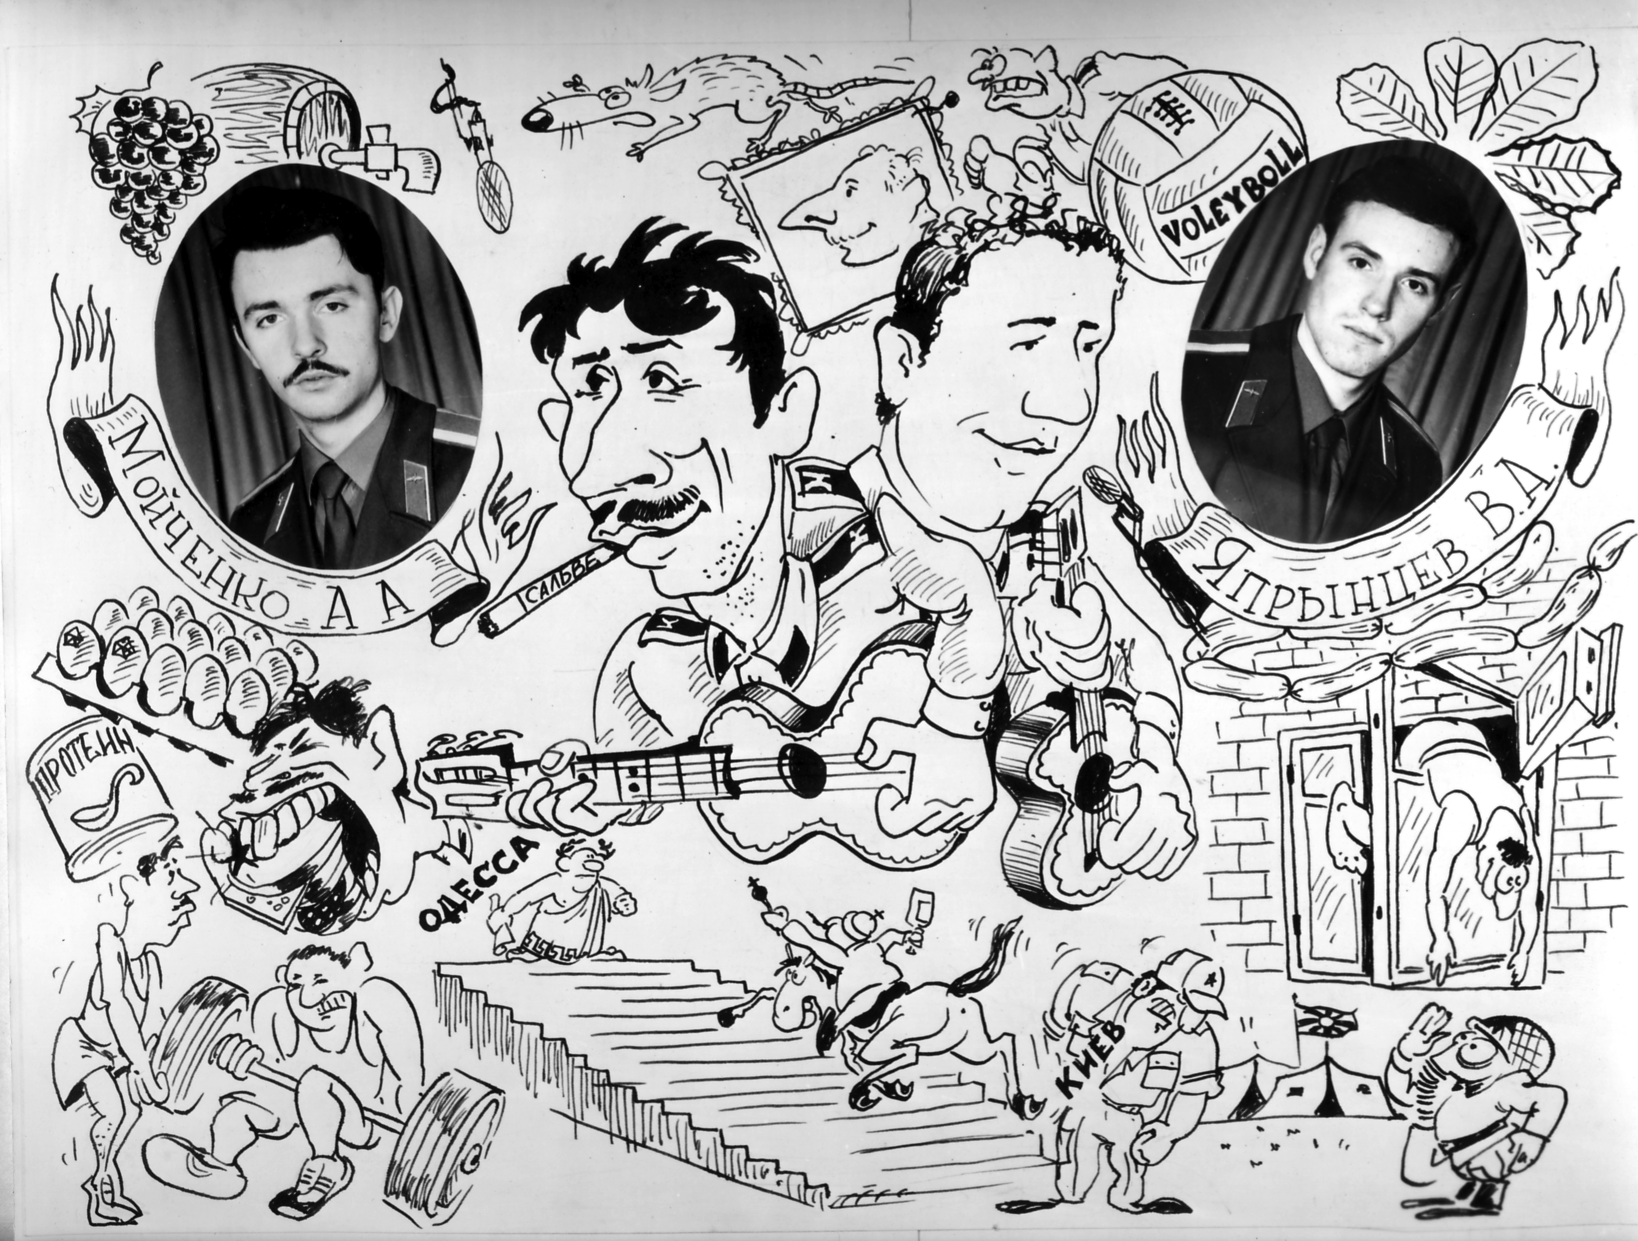 VOLEYBOLL
МОЙЧЕНКО А А
ЯПРЫНЦЕВ В.А.
САЛЬВЕ
ПРОТЕИН
ОДЕССА
КИЕВ